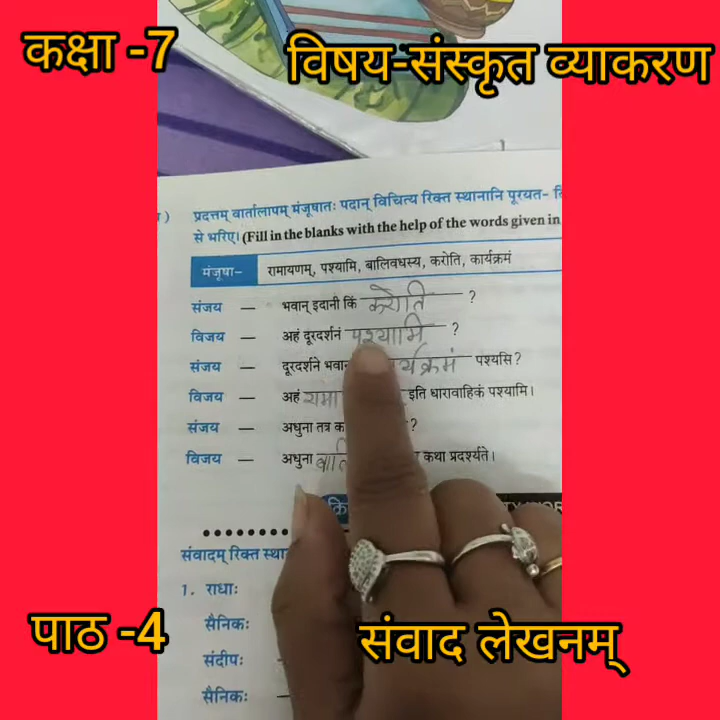 कक्षा -7
विषय-संस्कृत व्याकरण
प्रदत्तम् वार्तालापम् मंजूषातः पदान् विचित्य रिक्त स्थानानि पूरयत-
से भरिए। (Fill in the blanks with the help of the words given in
मंजूषा– रामायणम्, पश्यामि, बालिवधस्य, करोति, कार्यक्रमं
संजय — भवान् इदानी किं करोति ?
विजय — अहं दूरदर्शनं पश्यामि ?
संजय — दूरदर्शने पश्यसि?
विजय — अहं इति धारावाहिकं पश्यामि।
संजय — अधुना तत्र ?
विजय — अधुना कथा प्रदर्श्यते।
संवादम् रिक्त
1. राधाः
सैनिकः
संदीपः
सैनिकः —
पाठ -4
संवाद लेखनम्